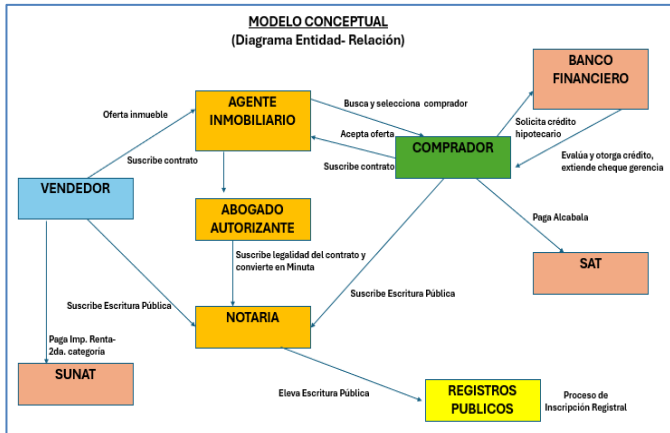 MODELO CONCEPTUAL
(Diagrama Entidad- Relación)
BANCO
FINANCIERO
AGENTE
INMOBILIARIO
Oferta inmueble
Busca y selecciona comprador
Acepta oferta
Solicita crédito
hipotecario
COMPRADOR
Evalúa y otorga crédito,
extiende cheque gerencia
Suscribe contrato
Suscribe contrato
VENDEDOR
ABOGADO
AUTORIZANTE
Paga Alcabala
SAT
Suscribe legalidad del contrato y
convierte en Minuta
Suscribe Escritura Pública
Suscribe Escritura Pública
NOTARIA
Paga Imp. Renta-
2da. categoría
SUNAT
Eleva Escritura Pública
REGISTROS
PUBLICOS
Proceso de
Inscripción Registral